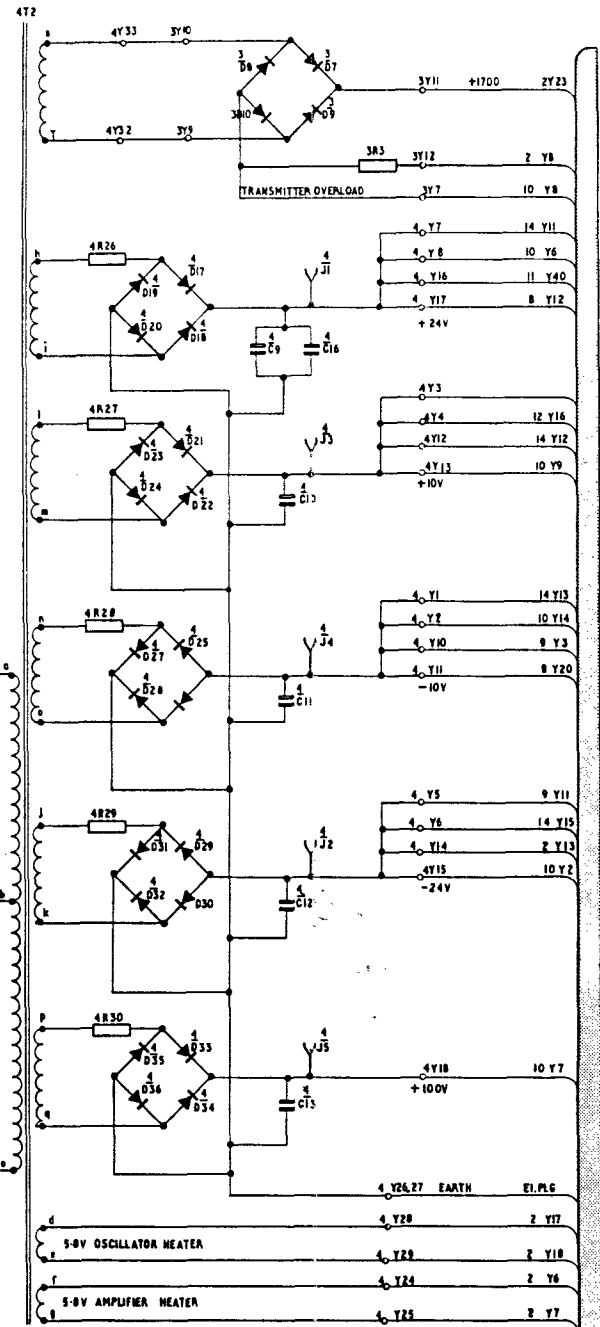 4T2
s 4Y33 3Y10
3 D8 3 D7
3Y11 +1700 2Y23
3D10 3 D9
4Y32 3Y9
3R3 3Y12 2 Y8
TRANSMITTER OVERLOAD 3Y7 10 Y8
4 Y7 14 Y11
h 4R26 4 D17 4 J1 4 Y8 10 Y6
4 D19 4 Y16 11 Y40
4 D20 4 D18 4 Y17 8 Y12
+24V
4 C9 4 C16
i
4 Y3
l 4R27 4 D21 4 J3 4Y4 12 Y16
4 D23 4Y12 14 Y12
4 D24 4 D22 4Y13 10 Y9
+10V
4 C10
m
4 Y1 14 Y13
n 4R28 4 D25 4 J4 4 Y2 10 Y14
4 D27 4 Y10 9 Y3
4 D28 4 Y11 8 Y20
-10V
4 C11
a
o
4 Y5 9 Y11
j 4R29 4 D29 4 J2 4 Y6 14 Y15
4 D31 4 Y14 2 Y13
4 D32 D30 4Y15 10 Y2
-24V
4 C12
k
p 4R30 4 D33 4 J5
4 D35 4Y18 10 Y7
4 D36 4 D34 +100V
4 C13
q
4 Y26,27 EARTH E1.PLG
d 4 Y28 2 Y17
5·8V OSCILLATOR HEATER
e 4 Y29 2 Y18
f 4 Y24 2 Y6
5·8V AMPLIFIER HEATER
g 4 Y25 2 Y7